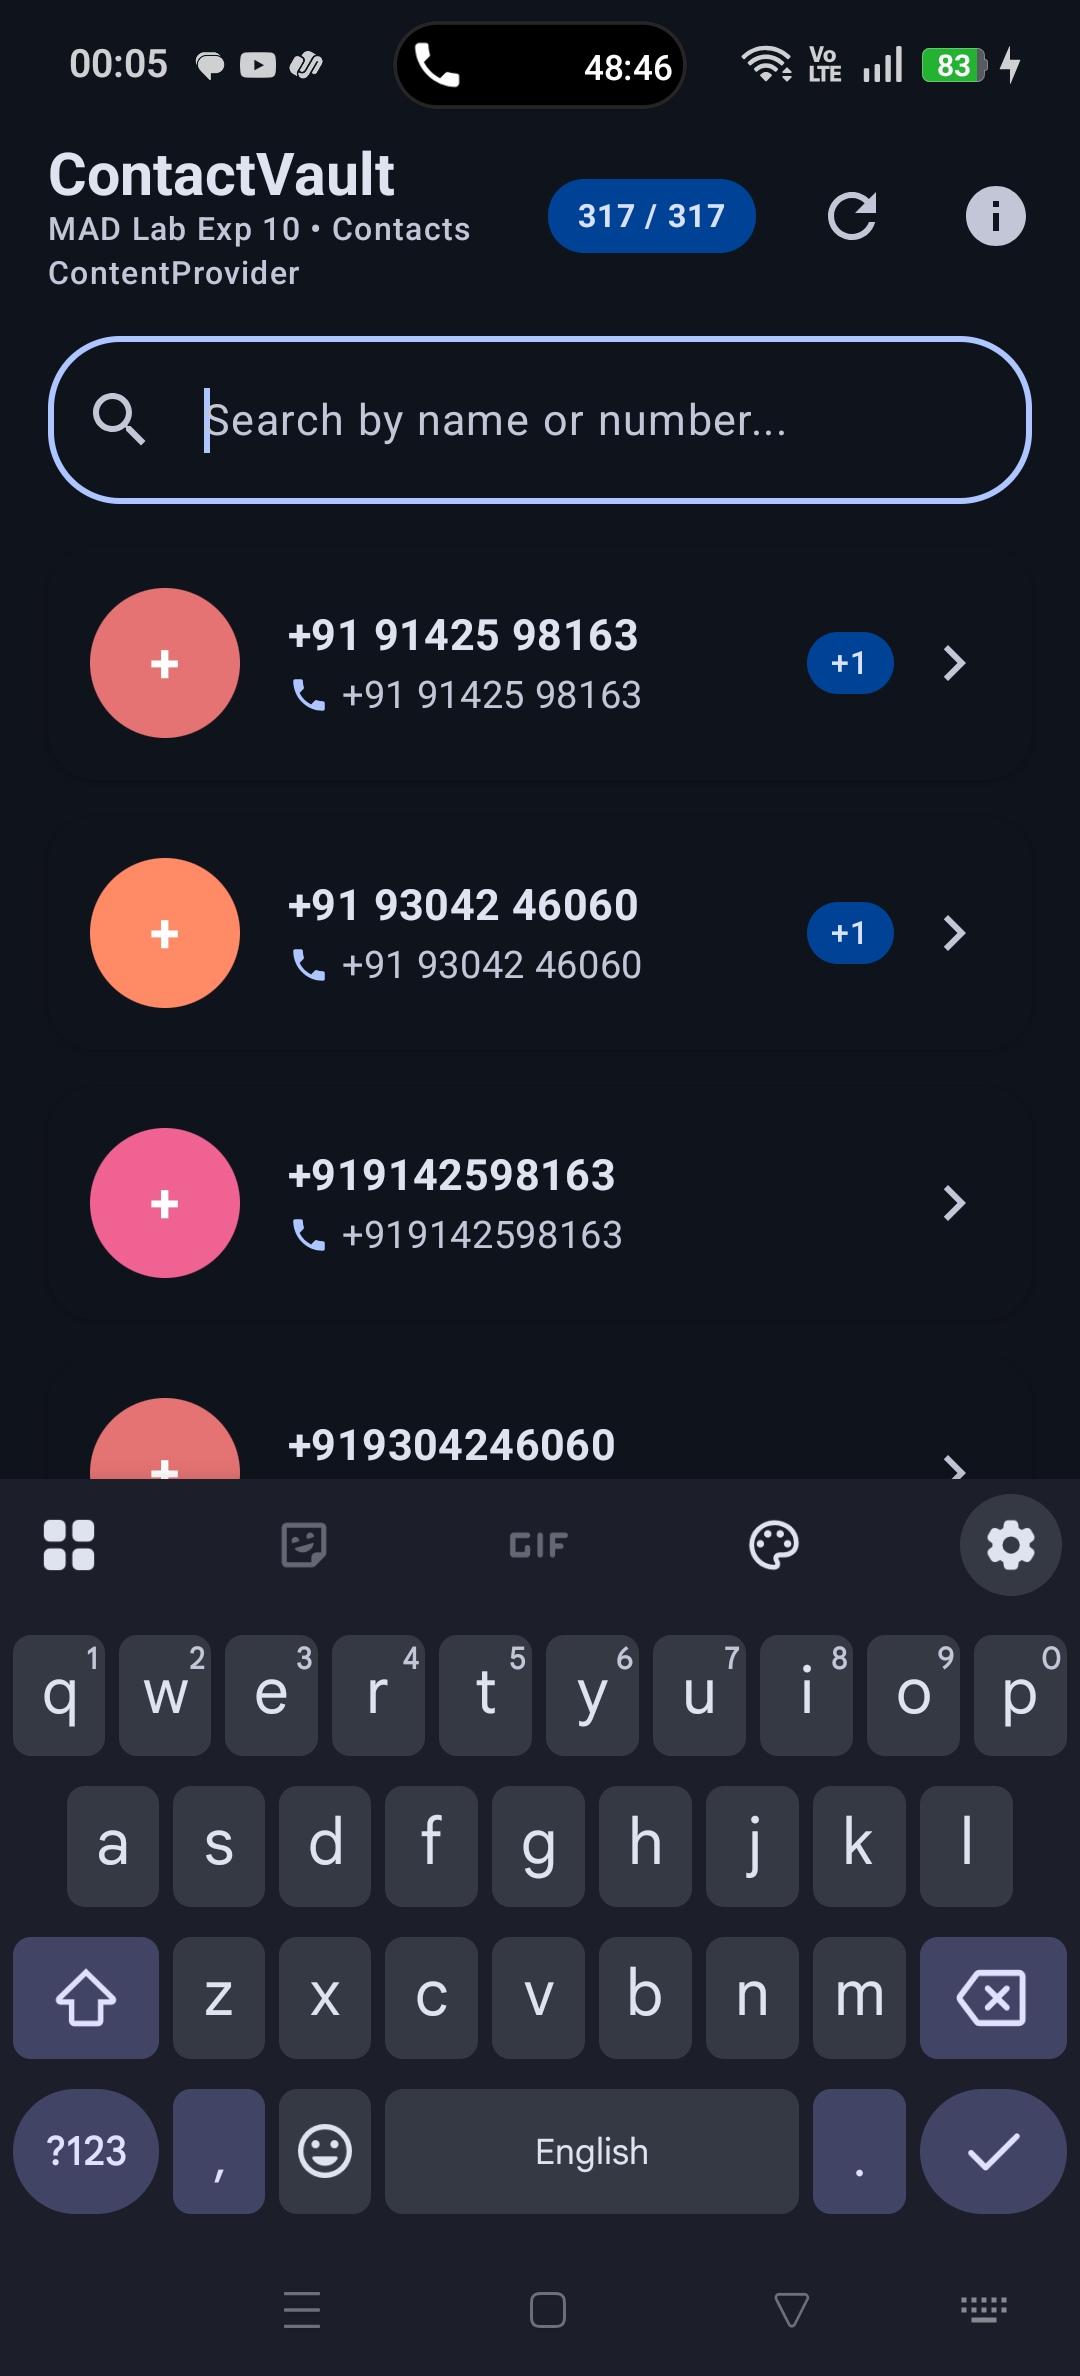 00:05
48:46
Vo LTE
83
ContactVault
MAD Lab Exp 10 • Contacts
ContentProvider
317 / 317
Search by name or number...
+91 91425 98163
+91 91425 98163
+1
+91 93042 46060
+91 93042 46060
+1
+919142598163
+919142598163
+919304246060
GIF
q 1 w 2 e 3 r 4 t 5 y 6 u 7 i 8 o 9 p 0
a s d f g h j k l
z x c v b n m
?123 , English .